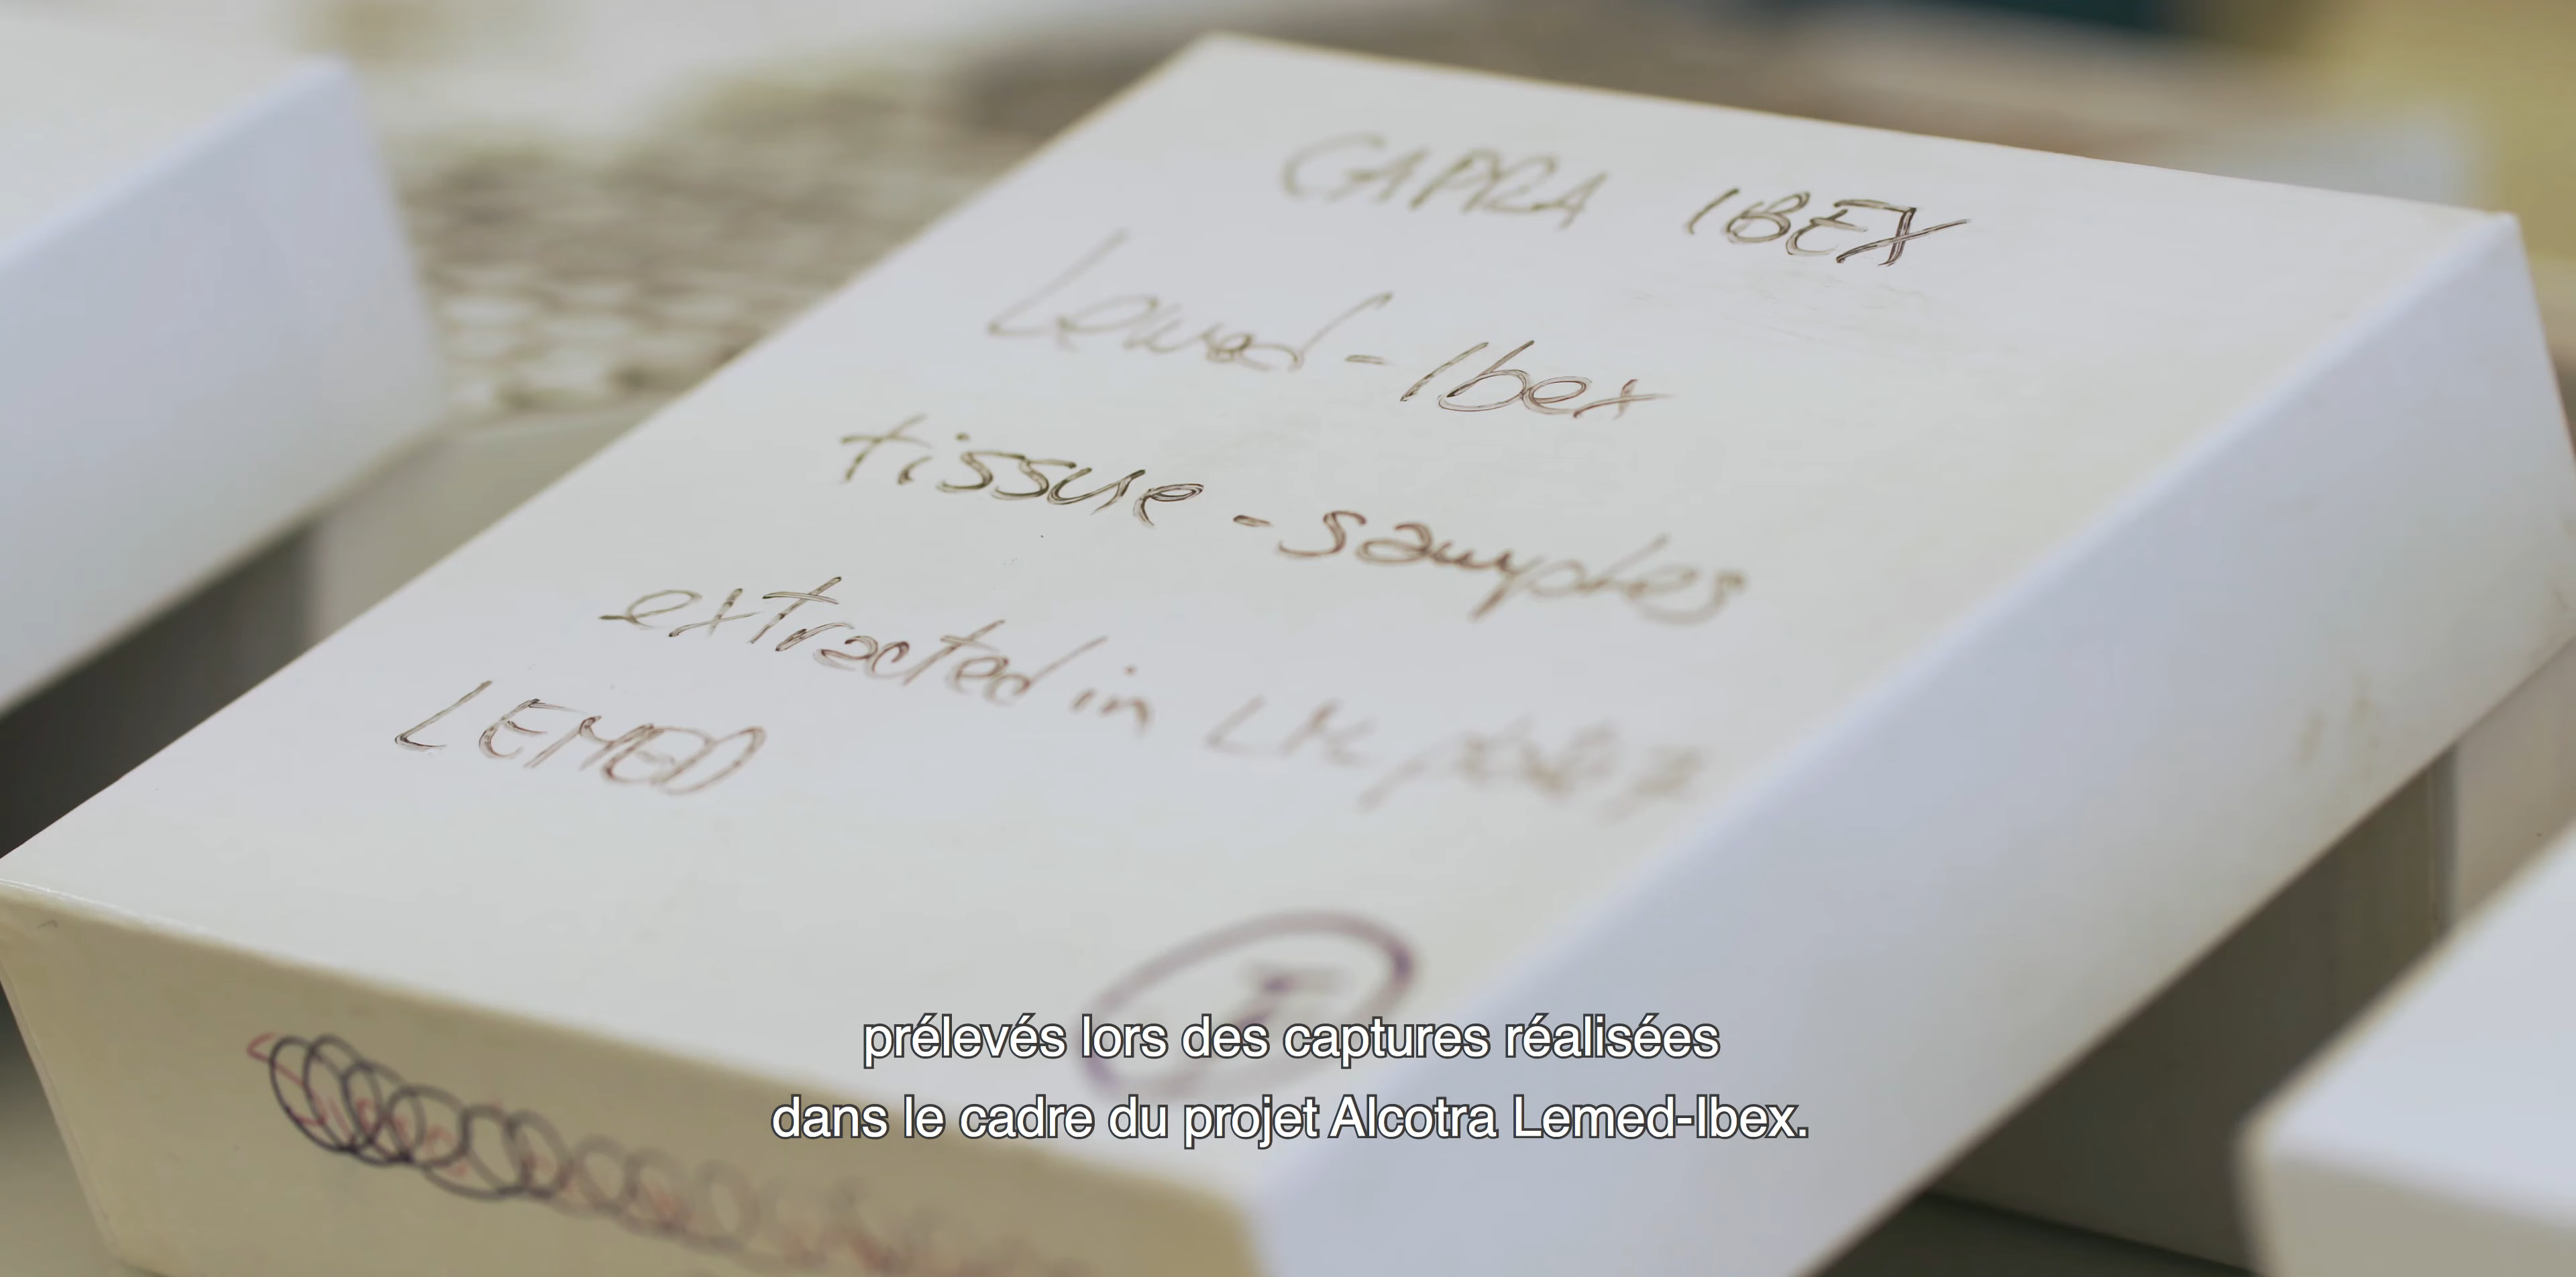 CAPRA IBEX
Lemed-Ibex
tissue-samples
extracted in
LEMED
prélevés lors des captures réalisées
dans le cadre du projet Alcotra Lemed-Ibex.